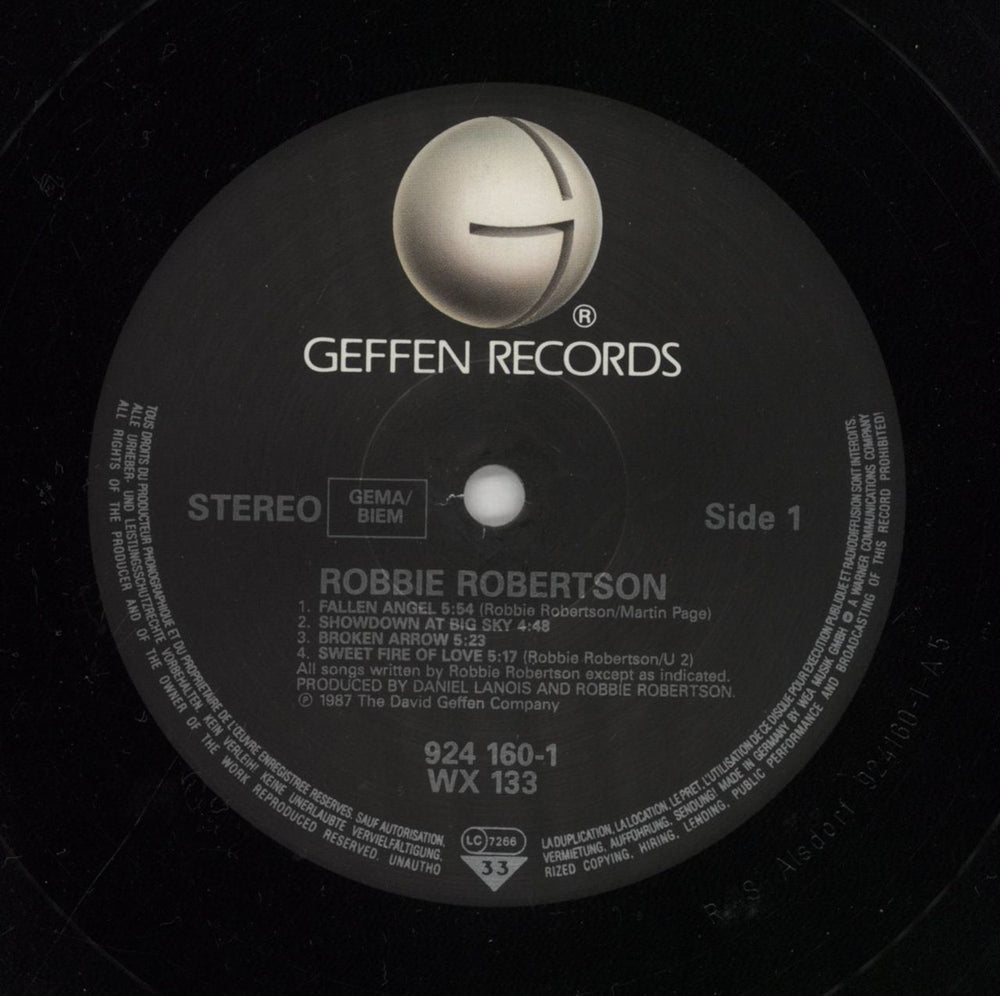 ®
GEFFEN RECORDS
STEREO
GEMA/
BIEM
Side 1
ROBBIE ROBERTSON
1. FALLEN ANGEL 5:54 (Robbie Robertson/Martin Page)
2. SHOWDOWN AT BIG SKY 4:48
3. BROKEN ARROW 5:23
4. SWEET FIRE OF LOVE 5:17 (Robbie Robertson/U 2)
All songs written by Robbie Robertson except as indicated.
PRODUCED BY DANIEL LANOIS AND ROBBIE ROBERTSON.
℗ 1987 The David Geffen Company
924 160-1
WX 133
LC 7266
33
TOUS DROITS DU PRODUCTEUR PHONOGRAPHIQUE ET DU PROPRIETAIRE DE L'ŒUVRE ENREGISTREE RESERVES. SAUF AUTORISATION, LA DUPLICATION, LA LOCATION, LE PRET, L'UTILISATION DE CE DISQUE POUR EXECUTION PUBLIQUE ET RADIODIFFUSION SONT INTERDITS.
ALLE URHEBER- UND LEISTUNGSSCHUTZRECHTE VORBEHALTEN. KEIN VERLEIH! KEINE UNERLAUBTE VERVIELFÄLTIGUNG, VERMIETUNG, AUFFÜHRUNG, SENDUNG! MADE IN GERMANY BY WEA MUSIK GMBH A WARNER COMMUNICATIONS COMPANY
ALL RIGHTS OF THE PRODUCER AND OF THE OWNER OF THE WORK REPRODUCED RESERVED. UNAUTHORIZED COPYING, HIRING, LENDING, PUBLIC PERFORMANCE AND BROADCASTING OF THIS RECORD PROHIBITED!
Alsdorf 924160-1-A5